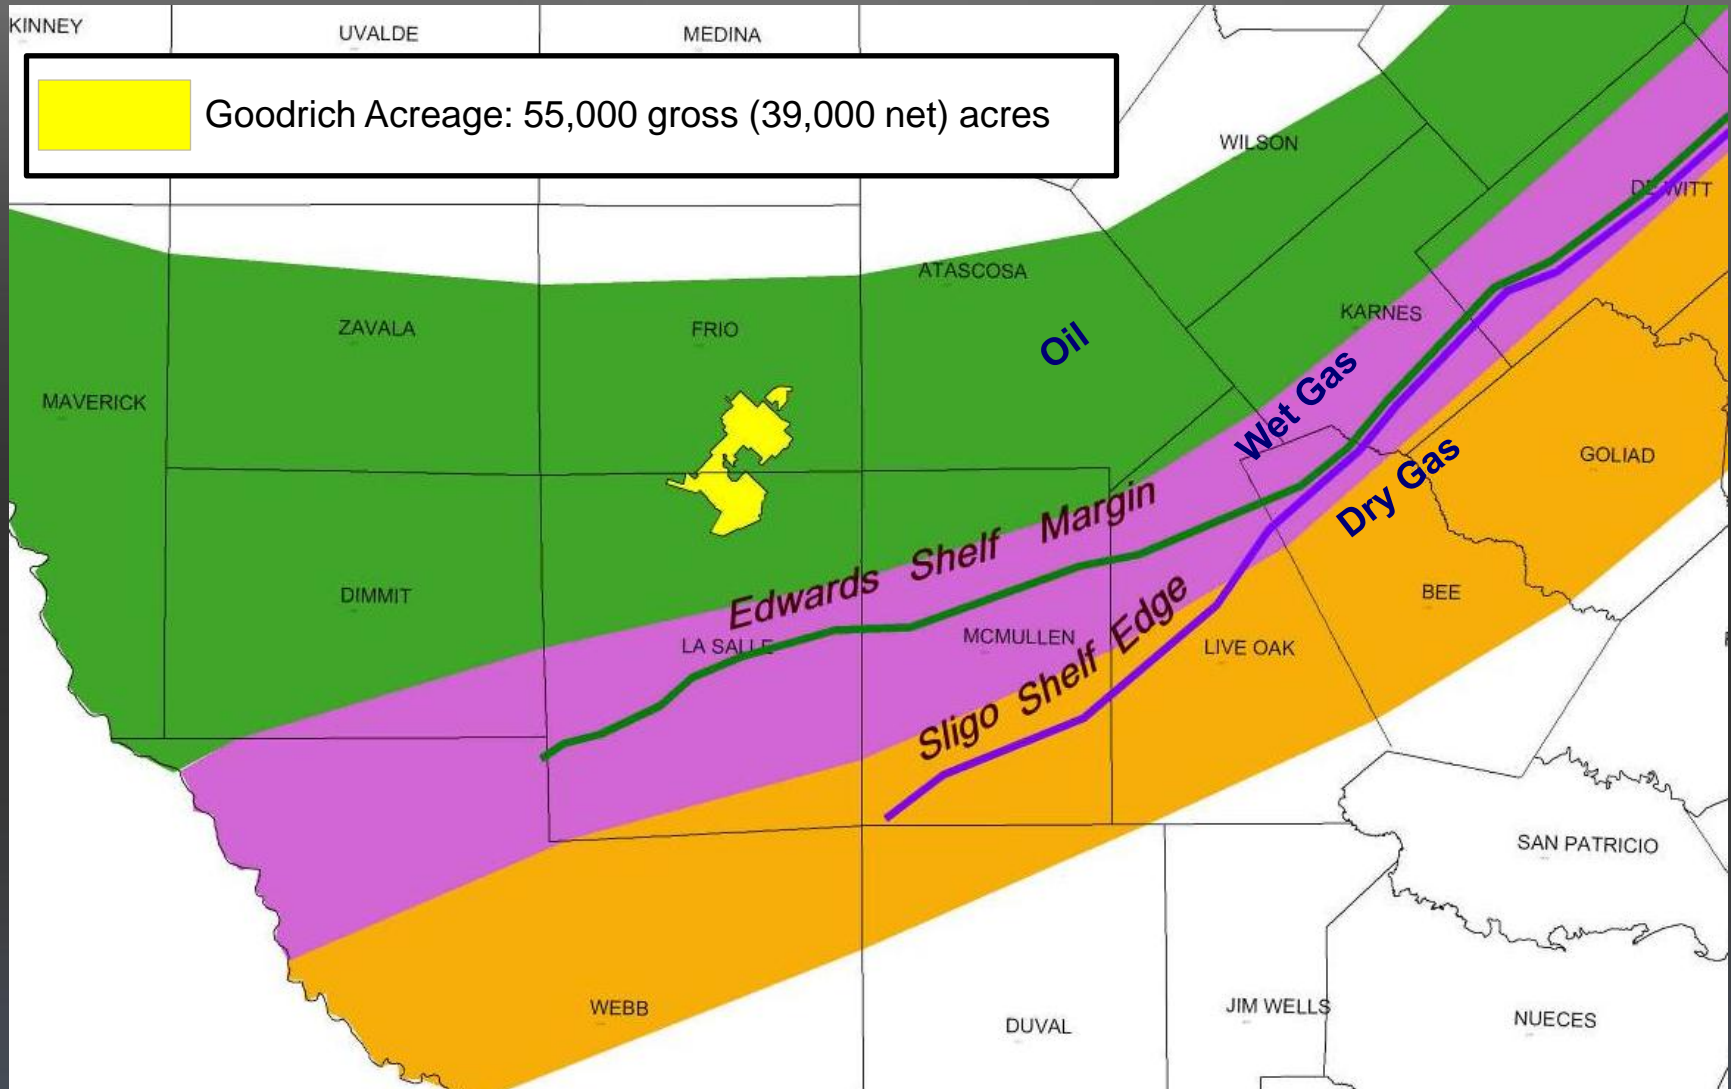 KINNEY
UVALDE
MEDINA
Goodrich Acreage: 55,000 gross (39,000 net) acres
WILSON
DE WITT
ATASCOSA
ZAVALA
FRIO
Oil
KARNES
MAVERICK
Wet Gas
GOLIAD
Dry Gas
Edwards Shelf Margin
DIMMIT
BEE
LA SALLE
MCMULLEN
LIVE OAK
Sligo Shelf Edge
SAN PATRICIO
WEBB
DUVAL
JIM WELLS
NUECES